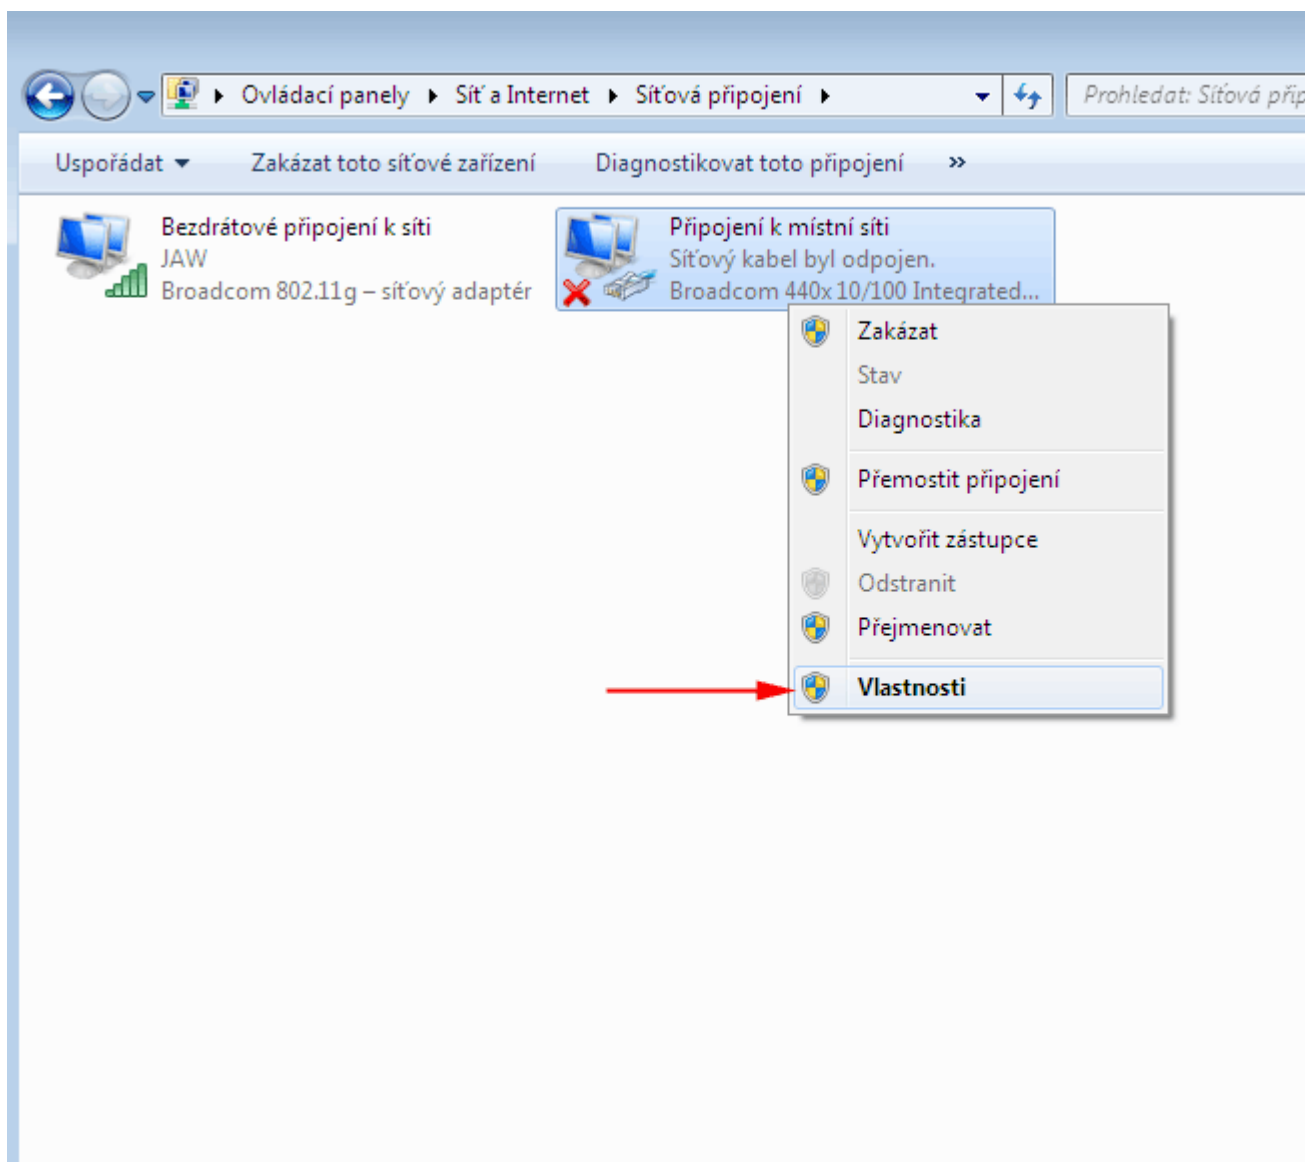 Ovládací panely Síť a Internet Síťová připojení
Prohledat: Síťová
Uspořádat Zakázat toto síťové zařízení Diagnostikovat toto připojení »
Bezdrátové připojení k síti
JAW
Broadcom 802.11g – síťový adaptér
Připojení k místní síti
Síťový kabel byl odpojen.
Broadcom 440x 10/100 Integrated...
Zakázat
Stav
Diagnostika
Přemostit připojení
Vytvořit zástupce
Odstranit
Přejmenovat
Vlastnosti